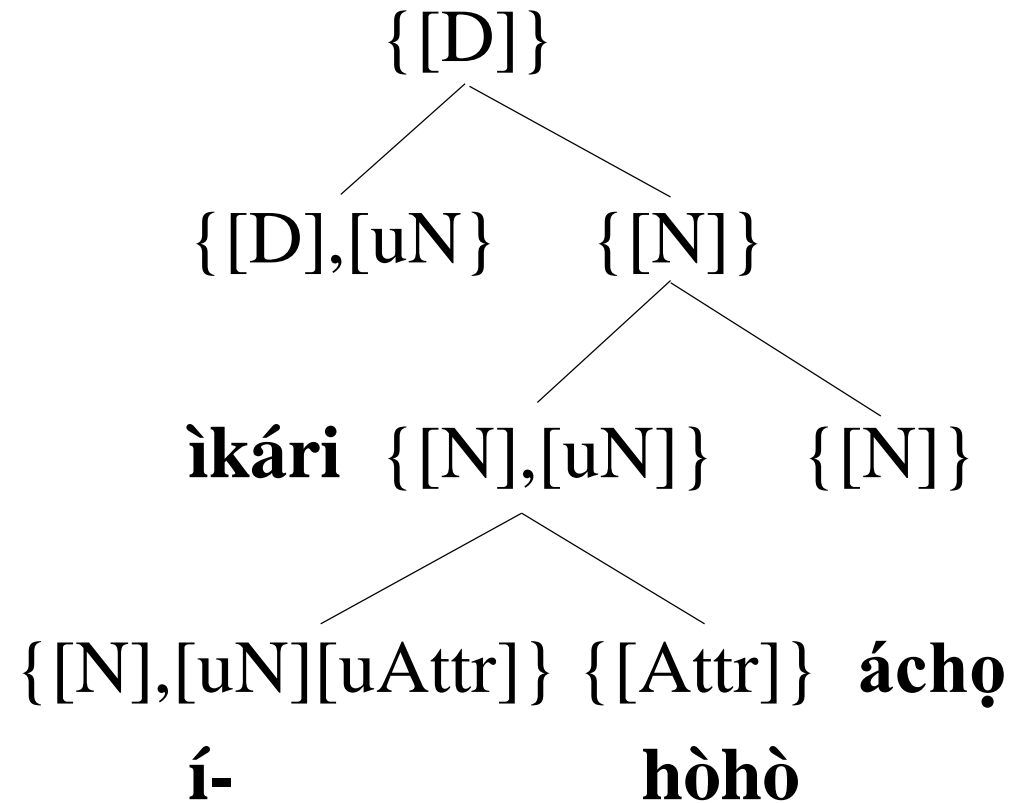 {[D]}
{[D],[uN} {[N]}
ìkári {[N],[uN]} {[N]}
{[N],[uN][uAttr]} {[Attr]} áchọ
í- hòhò